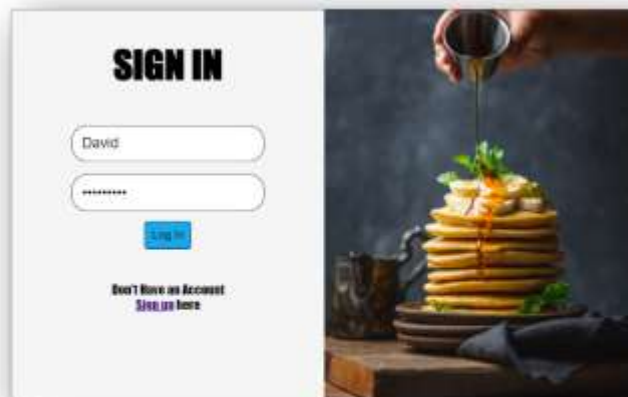 SIGN IN
David
•••••••••
Log In
Don't Have an Account
Sign up here